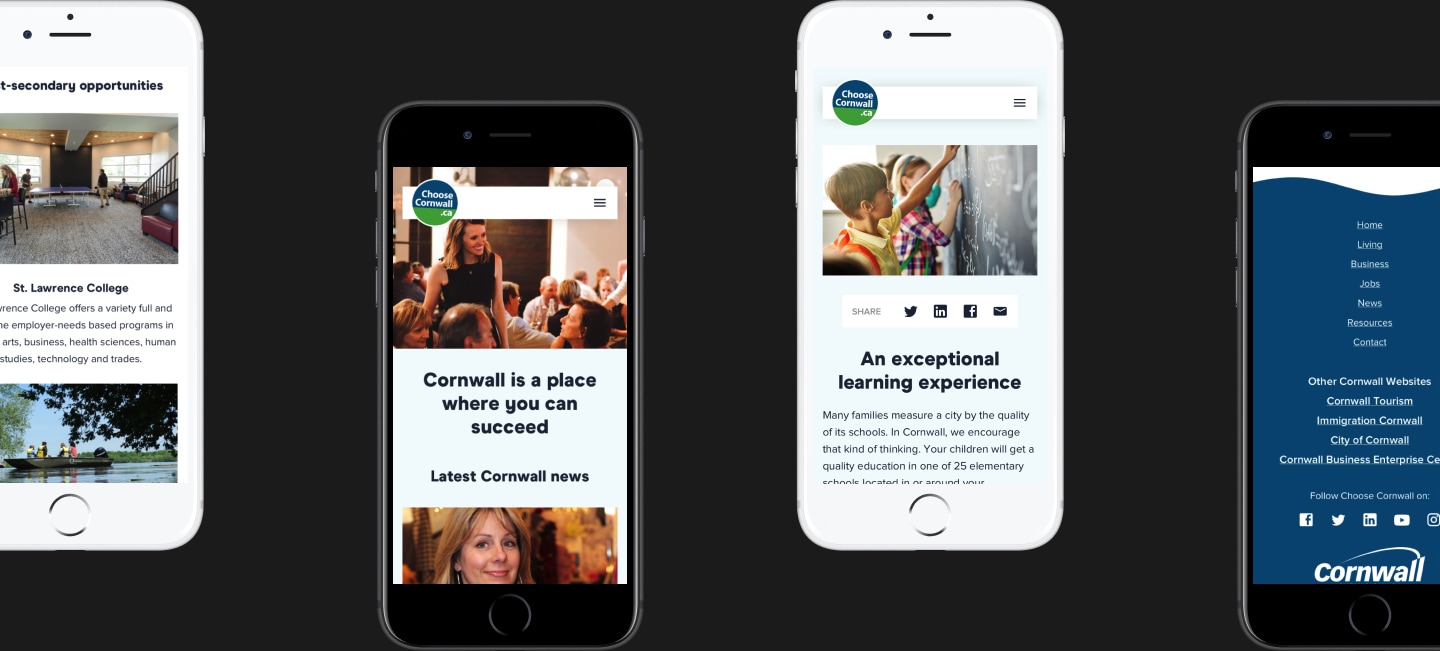 t-secondary opportunities
St. Lawrence College
rence College offers a variety full and
ne employer-needs based programs in
arts, business, health sciences, human
studies, technology and trades.
Choose
Cornwall
.ca
Cornwall is a place
where you can
succeed
Latest Cornwall news
Choose
Cornwall
.ca
SHARE
An exceptional
learning experience
Many families measure a city by the quality
of its schools. In Cornwall, we encourage
that kind of thinking. Your children will get a
quality education in one of 25 elementary
schools located in or around your
Home
Living
Business
Jobs
News
Resources
Contact
Other Cornwall Websites
Cornwall Tourism
Immigration Cornwall
City of Cornwall
Cornwall Business Enterprise Ce
Follow Choose Cornwall on:
Cornwall